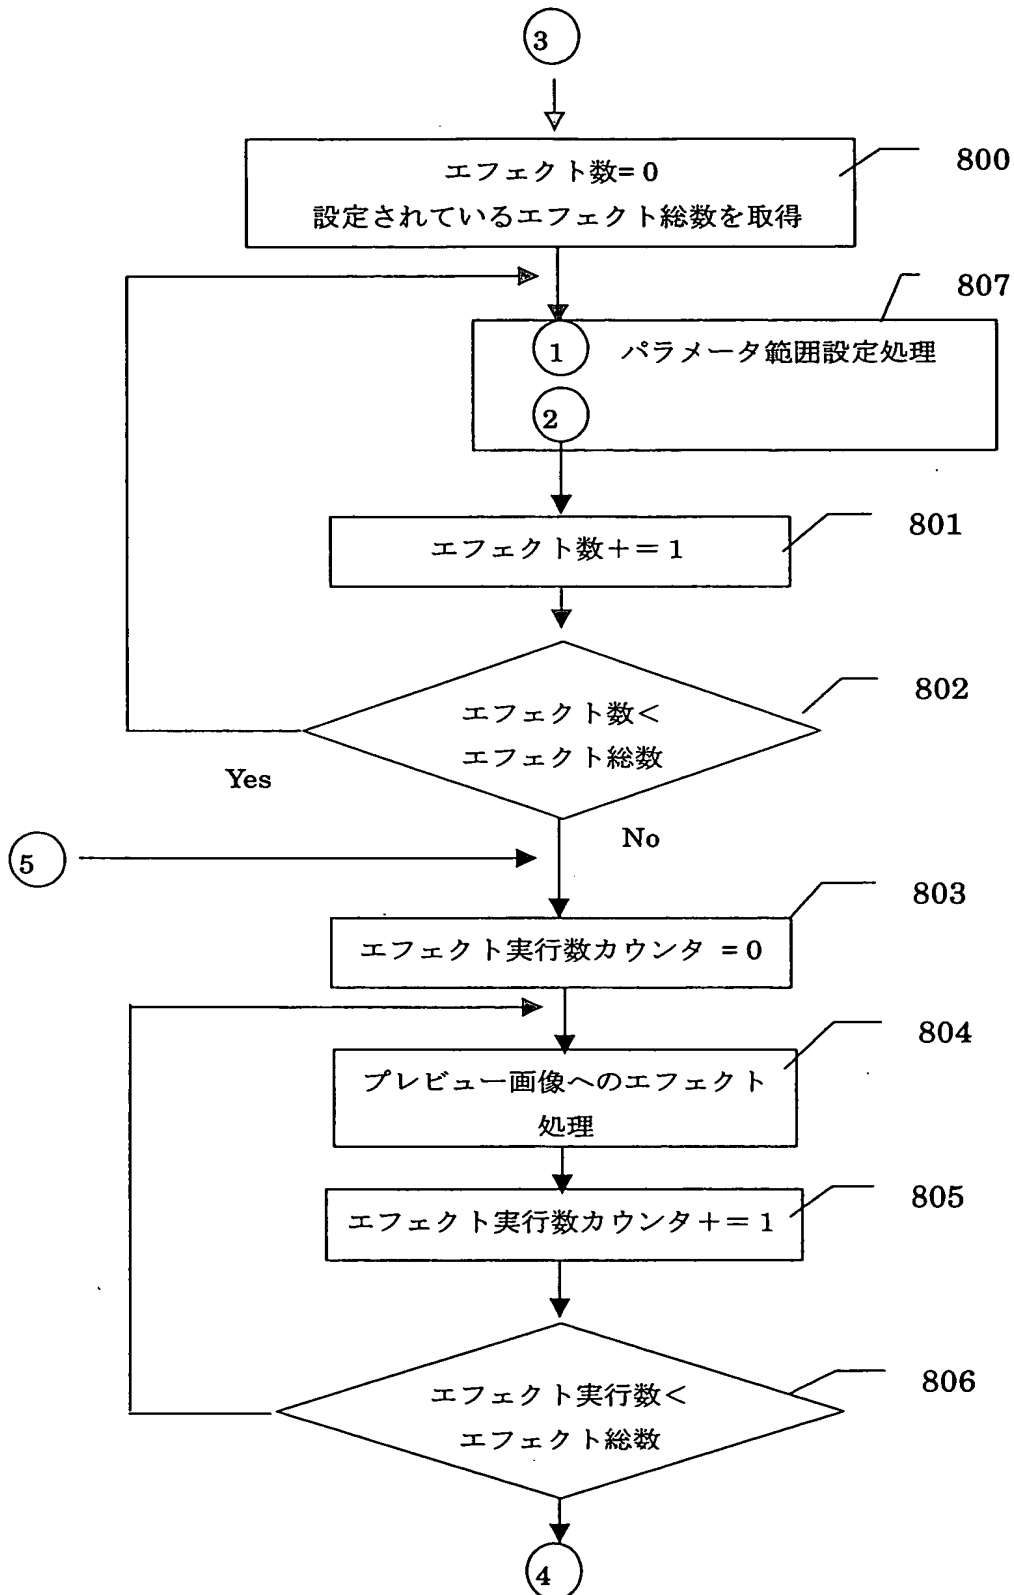 3
エフェクト数= 0
設定されているエフェクト総数を取得
800
807
1
パラメータ範囲設定処理
2
エフェクト数+= 1
801
802
エフェクト数<
エフェクト総数
Yes
No
5
803
エフェクト実行数カウンタ = 0
804
プレビュー画像へのエフェクト
処理
805
エフェクト実行数カウンタ+= 1
806
エフェクト実行数<
エフェクト総数
4